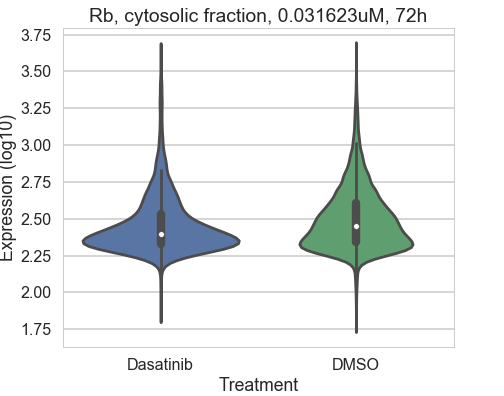 Rb, cytosolic fraction, 0.031623uM, 72h
Expression (log10)
3.75
3.50
3.25
3.00
2.75
2.50
2.25
2.00
1.75
Dasatinib
DMSO
Treatment